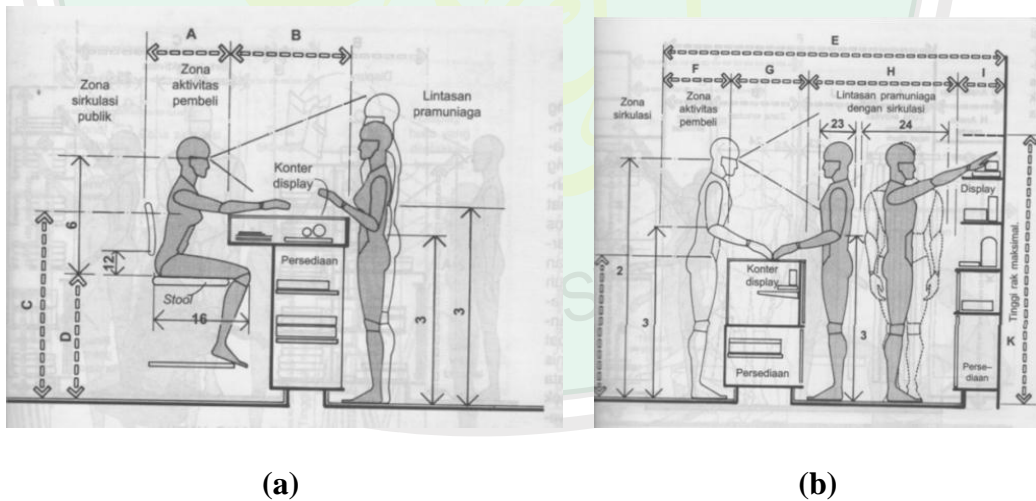 A
B
Zona
sirkulasi
publik
Zona
aktivitas
pembeli
Lintasan
pramuniaga
Konter
display
Persediaan
6
12
Stool
16
C
D
3
3
(a)
E
F
G
H
I
Zona
sirkulasi
Zona
aktivitas
pembeli
Lintasan pramuniaga
dengan sirkulasi
23
24
Display
Konter
display
Persediaan
2
3
3
Tinggi rak maksimal.
K
Perse-
diaan
(b)